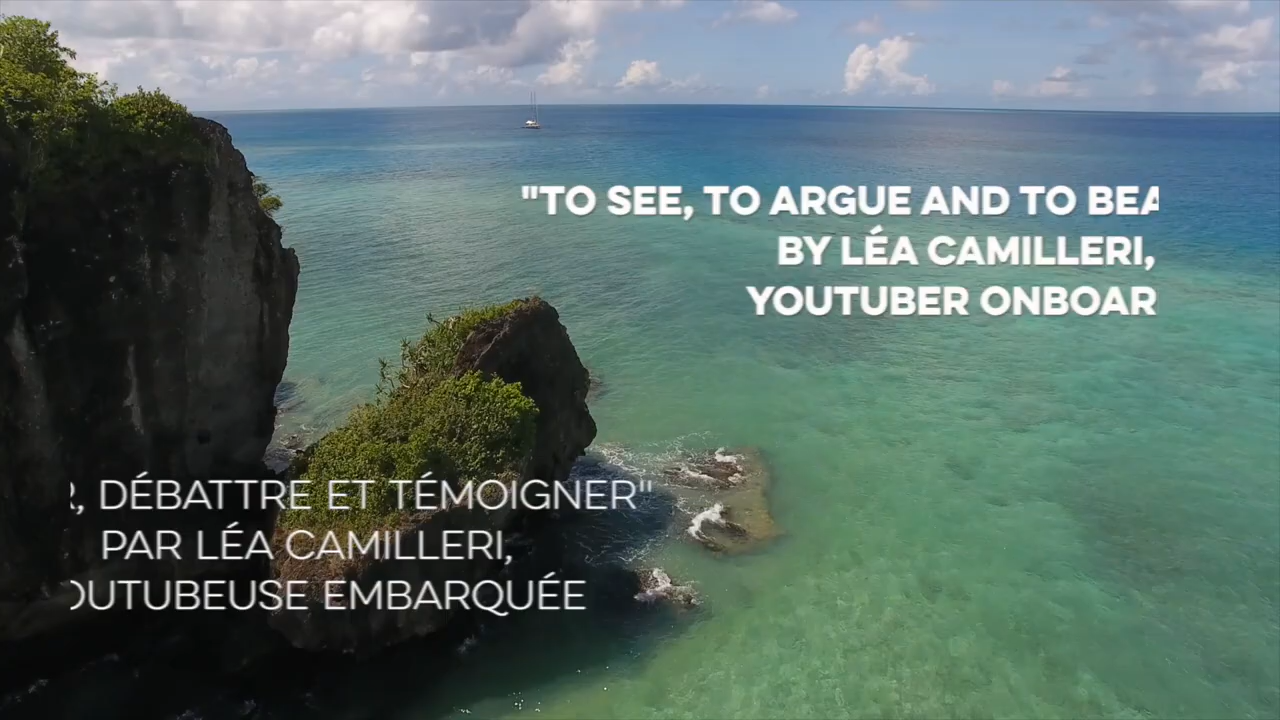 "TO SEE, TO ARGUE AND TO
BY LÉA CAMILLERI,
YOUTUBER
DÉBATTRE ET TÉMOIGNER"
PAR LÉA CAMILLERI,
EMBARQUÉE